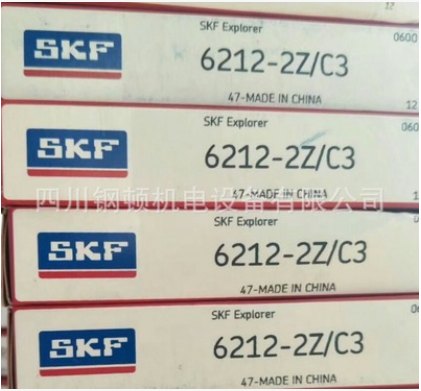 12
SKF
SKF Explorer
0600
6212-2Z/C3
47-MADE IN CHINA
12
SKF
SKF Explorer
6212-2Z/C3
47-MADE IN CHINA
四川钢顿机电设备有限公司
SKF
SKF Explorer
6212-2Z/C3
47-MADE IN CHINA
SKF
SKF Explorer
6212-2Z/C3
47-MADE IN CHINA